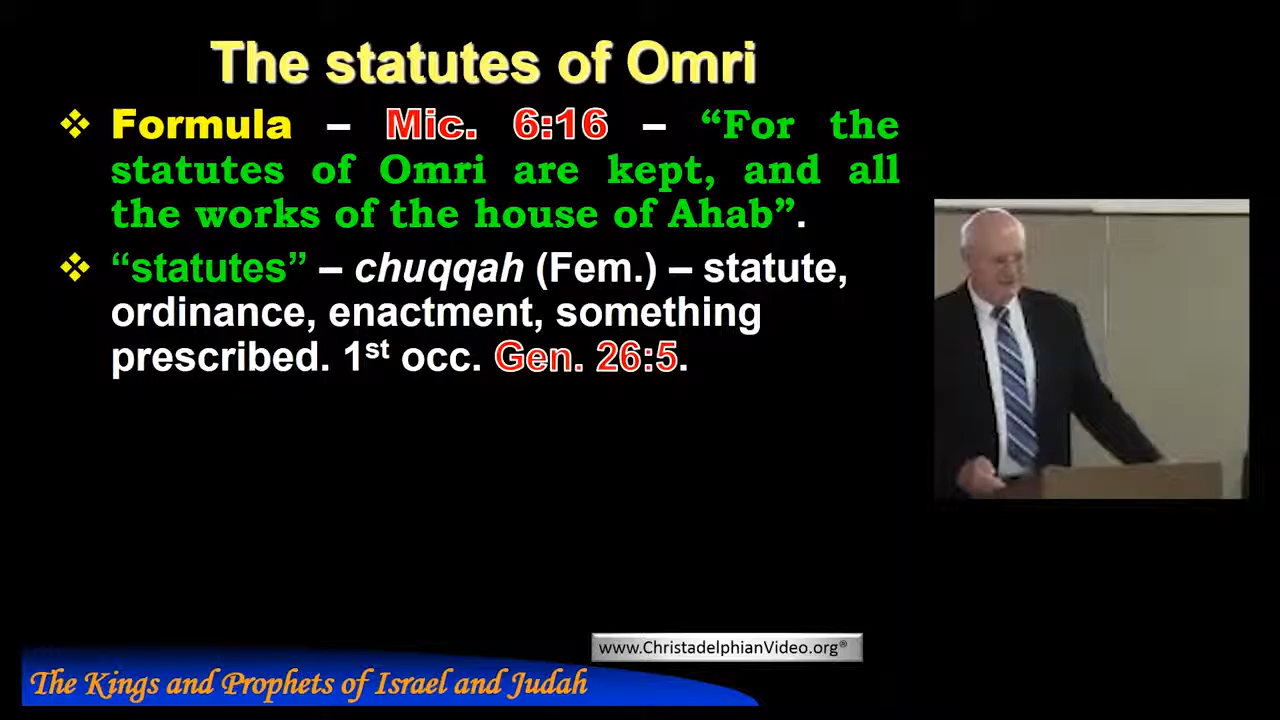 The statutes of Omri
❖ Formula – Mic. 6:16 – “For the
statutes of Omri are kept, and all
the works of the house of Ahab”.
❖ “statutes” – chuqqah (Fem.) – statute,
ordinance, enactment, something
prescribed. 1st occ. Gen. 26:5.
www.ChristadelphianVideo.org®
The Kings and Prophets of Israel and Judah